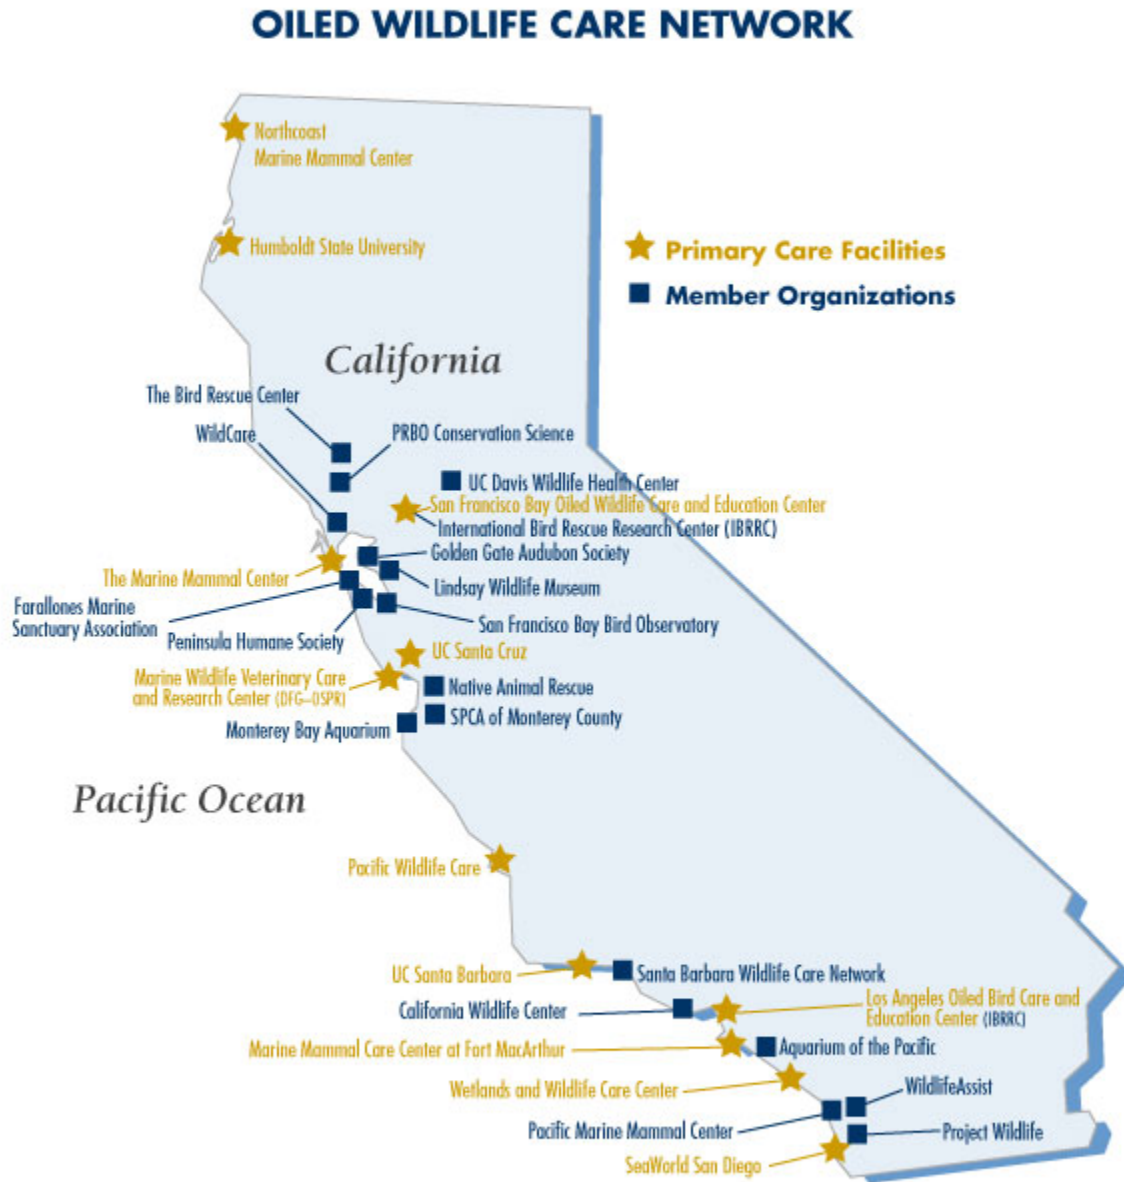 OILED WILDLIFE CARE NETWORK
Northcoast
Marine Mammal Center
Humboldt State University
Primary Care Facilities
Member Organizations
California
The Bird Rescue Center
WildCare
PRBO Conservation Science
UC Davis Wildlife Health Center
San Francisco Bay Oiled Wildlife Care and Education Center
International Bird Rescue Research Center (IBRRC)
Golden Gate Audubon Society
The Marine Mammal Center
Lindsay Wildlife Museum
Farallones Marine
Sanctuary Association
San Francisco Bay Bird Observatory
Peninsula Humane Society
UC Santa Cruz
Marine Wildlife Veterinary Care
and Research Center (DFG–OSPR)
Native Animal Rescue
SPCA of Monterey County
Monterey Bay Aquarium
Pacific Ocean
Pacific Wildlife Care
UC Santa Barbara
Santa Barbara Wildlife Care Network
California Wildlife Center
Los Angeles Oiled Bird Care and
Education Center (IBRRC)
Marine Mammal Care Center at Fort MacArthur
Aquarium of the Pacific
Wetlands and Wildlife Care Center
WildlifeAssist
Pacific Marine Mammal Center
Project Wildlife
SeaWorld San Diego